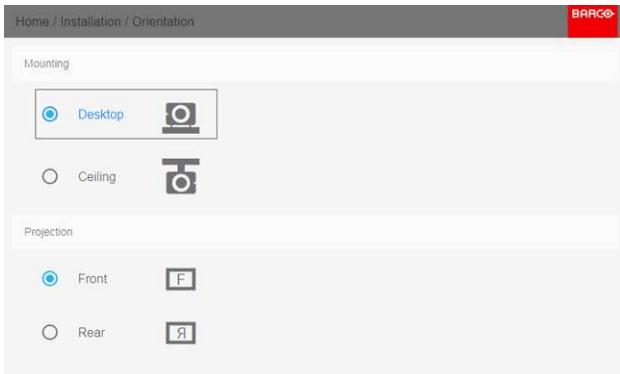 Home / Installation / Orientation
BARCO
Mounting
Desktop
Ceiling
Projection
Front
F
Rear
Я